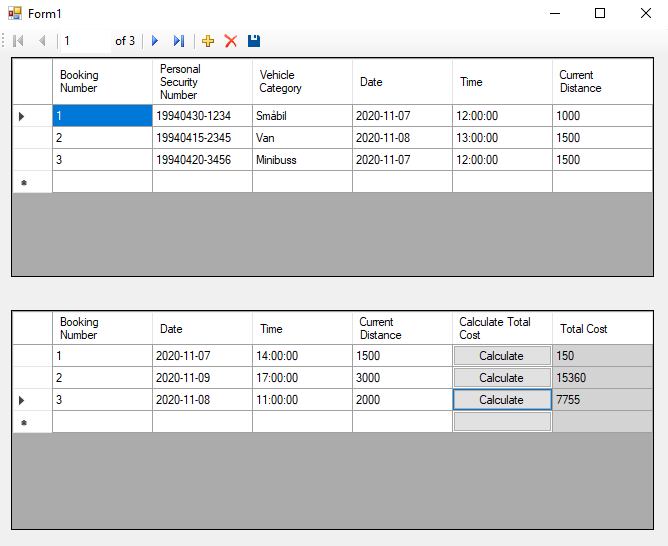 Form1
1 of 3
Booking Number Personal Security Number Vehicle Category Date Time Current Distance
1 19940430-1234 Småbil 2020-11-07 12:00:00 1000
2 19940415-2345 Van 2020-11-08 13:00:00 1500
3 19940420-3456 Minibuss 2020-11-07 12:00:00 1500
Booking Number Date Time Current Distance Calculate Total Cost Total Cost
1 2020-11-07 14:00:00 1500 Calculate 150
2 2020-11-09 17:00:00 3000 Calculate 15360
3 2020-11-08 11:00:00 2000 Calculate 7755